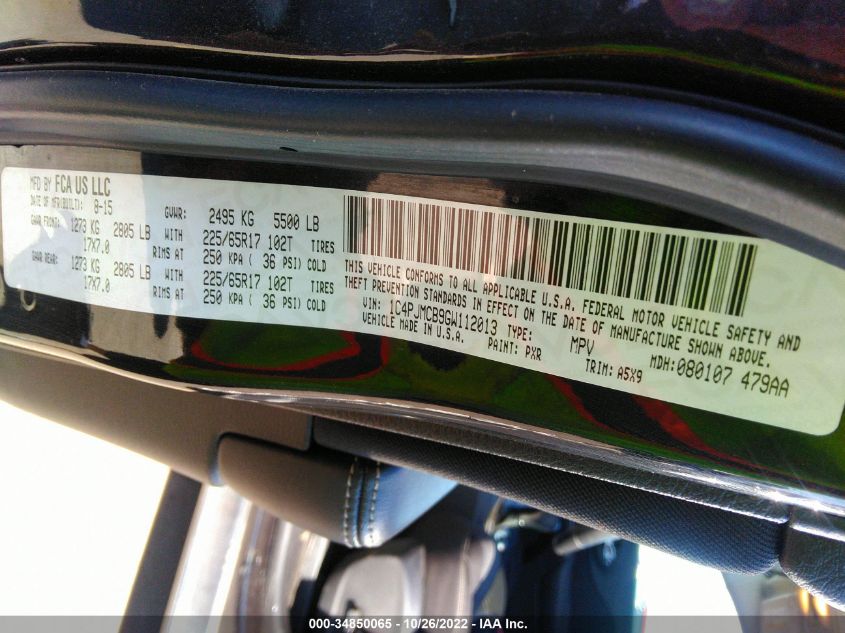 MFD BY FCA US LLC
DATE OF MFR(BUILT): 8-15 GVWR: 2495 KG 5500 LB
GAWR FRONT: 1273 KG 2805 LB WITH 225/65R17 102T TIRES
17X7.0 RIMS AT 250 KPA ( 36 PSI) COLD
GAWR REAR: 1273 KG 2805 LB WITH 225/65R17 102T TIRES
17X7.0 RIMS AT 250 KPA ( 36 PSI) COLD
THIS VEHICLE CONFORMS TO ALL APPLICABLE U.S.A. FEDERAL MOTOR VEHICLE SAFETY AND
THEFT PREVENTION STANDARDS IN EFFECT ON THE DATE OF MANUFACTURE SHOWN ABOVE.
VIN: 1C4PJMCB9GW112013 TYPE: MPV MDH: 080107 479AA
VEHICLE MADE IN U.S.A. PAINT: PXR TRIM: A5X9
000-34850065 - 10/26/2022 - IAA Inc.